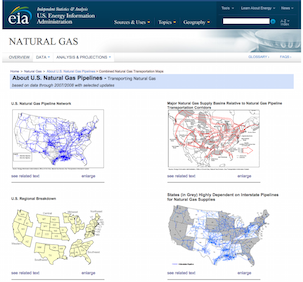 eia
Independent Statistics & Analysis
U.S. Energy Information
Administration
Sources & Uses
Topics
Geography
Tools
Learn About Energy
News
A-Z
NATURAL GAS
OVERVIEW
DATA
ANALYSIS & PROJECTIONS
GLOSSARY ›
FAQS ›
Home > Natural Gas > About U.S. Natural Gas Pipelines > Combined Natural Gas Transportation Maps
About U.S. Natural Gas Pipelines - Transporting Natural Gas
based on data through 2007/2008 with selected updates
U.S. Natural Gas Pipeline Network
Major Natural Gas Supply Basins Relative to Natural Gas Pipeline
Transportation Corridors
see related text
enlarge
see related text
enlarge
U.S. Regional Breakdown
States (in Grey) Highly Dependent on Interstate Pipelines
for Natural Gas Supplies
see related text
enlarge
see related text
enlarge